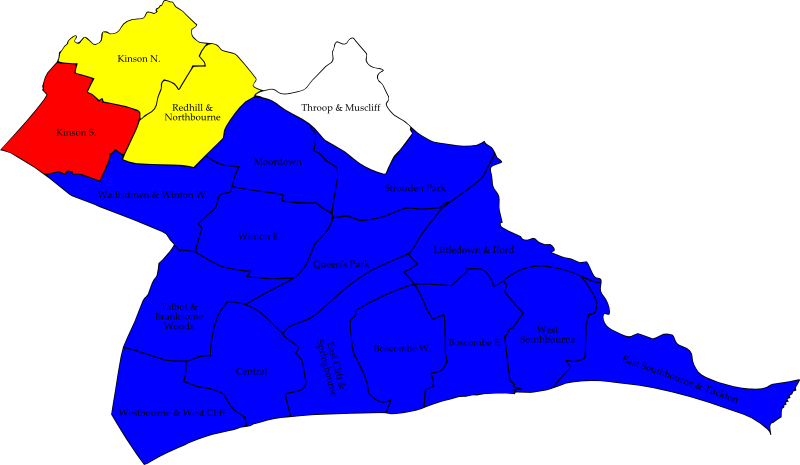 Kinson N.
Redhill &
Northbourne
Throop & Muscliff
Kinson S.
Moordown
Strouden Park
Wallisdown & Winton W.
Winton E.
Queen's Park
Littledown & Iford
Talbot &
Branksome
Woods
West
Southbourne
Boscombe W.
Boscombe E.
East Cliff &
Springbourne
Central
East Southbourne & Tuckton
Westbourne & West Cliff